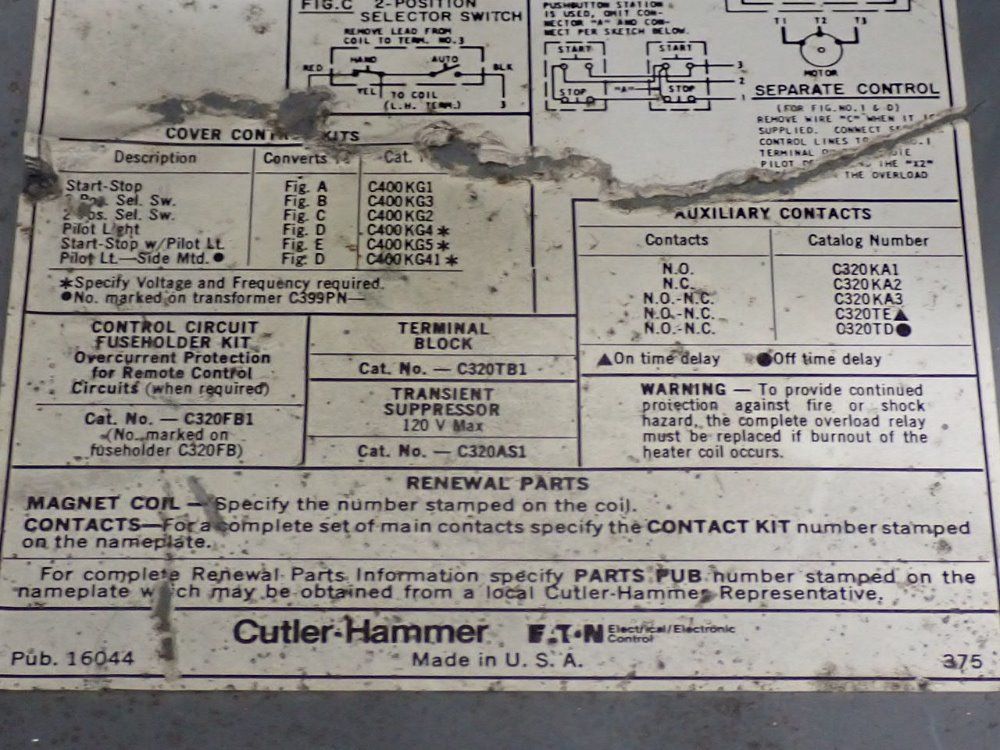 FIG.C 2-POSITION
SELECTOR SWITCH
REMOVE LEAD FROM
COIL TO TERM. NO.3
HAND AUTO
RED BLK
YEL TO COIL
(L.H. TERM.) 3
PUSHBUTTON STATION
IS USED, OMIT CON-
NECTOR "A" AND CON-
NECT PER SKETCH BELOW.
START START
3
"A" 2
STOP STOP 1
T1 T2 T3
MOTOR
SEPARATE CONTROL
(FOR FIG.NO.1 & D)
REMOVE WIRE "C" WHEN IT
SUPPLIED. CONNECT
CONTROL LINES
TERMINAL
PILOT THE "X2"
THE OVERLOAD
COVER KITS
Description Converts Cat.
Start-Stop Fig. A C400KG1
Sel. Sw. Fig. B C400KG3
2 Pos. Sel. Sw. Fig. C C400KG2
Pilot Light Fig. D C400KG4*
Start-Stop w/Pilot Lt. Fig. E C400KG5*
Pilot Lt.—Side Mtd.● Fig. D C400KG41*
*Specify Voltage and Frequency required.
●No. marked on transformer C399PN—
AUXILIARY CONTACTS
Contacts Catalog Number
N.O. C320KA1
N.C. C320KA2
N.O.-N.C. C320KA3
N.O.-N.C. C320TE▲
N.O.-N.C. C320TD●
▲On time delay ●Off time delay
CONTROL CIRCUIT
FUSEHOLDER KIT
Overcurrent Protection
for Remote Control
Circuits (when required)
Cat. No. — C320FB1
(No. marked on
fuseholder C320FB)
TERMINAL
BLOCK
Cat. No. — C320TB1
TRANSIENT
SUPPRESSOR
120 V Max
Cat. No. — C320AS1
WARNING — To provide continued
protection against fire or shock
hazard, the complete overload relay
must be replaced if burnout of the
heater coil occurs.
RENEWAL PARTS
MAGNET COIL — Specify the number stamped on the coil.
CONTACTS—For a complete set of main contacts specify the CONTACT KIT number stamped
on the nameplate.
For complete Renewal Parts Information specify PARTS PUB. number stamped on the
nameplate which may be obtained from a local Cutler-Hammer Representative.
Cutler-Hammer EATON Electrical/Electronic
Control
Pub. 16044 Made in U. S. A. 375